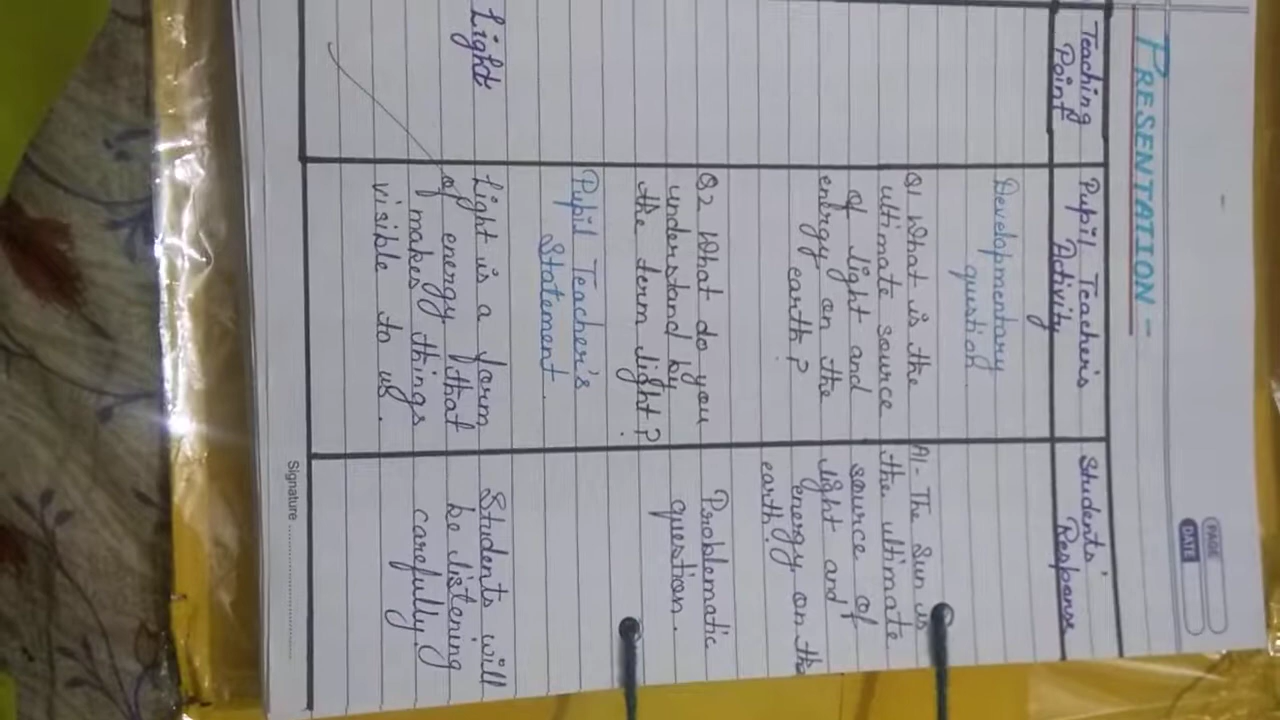 PAGE
DATE
PRESENTATION -
Teaching
Point
Pupil Teacher's
Activity
Students'
Response
Developmentary
question.
Q1 What is the
ultimate source
of light and
energy on the
earth?
A1- The Sun is
the ultimate
source of
light and
energy on the
earth.
Q2 What do you
understand by
the term light?
Problematic
question.
Pupil Teacher's
Statement.
Light
Light is a form
of energy that
makes things
visible to us.
Students will
be listening
carefully.
Signature ....................